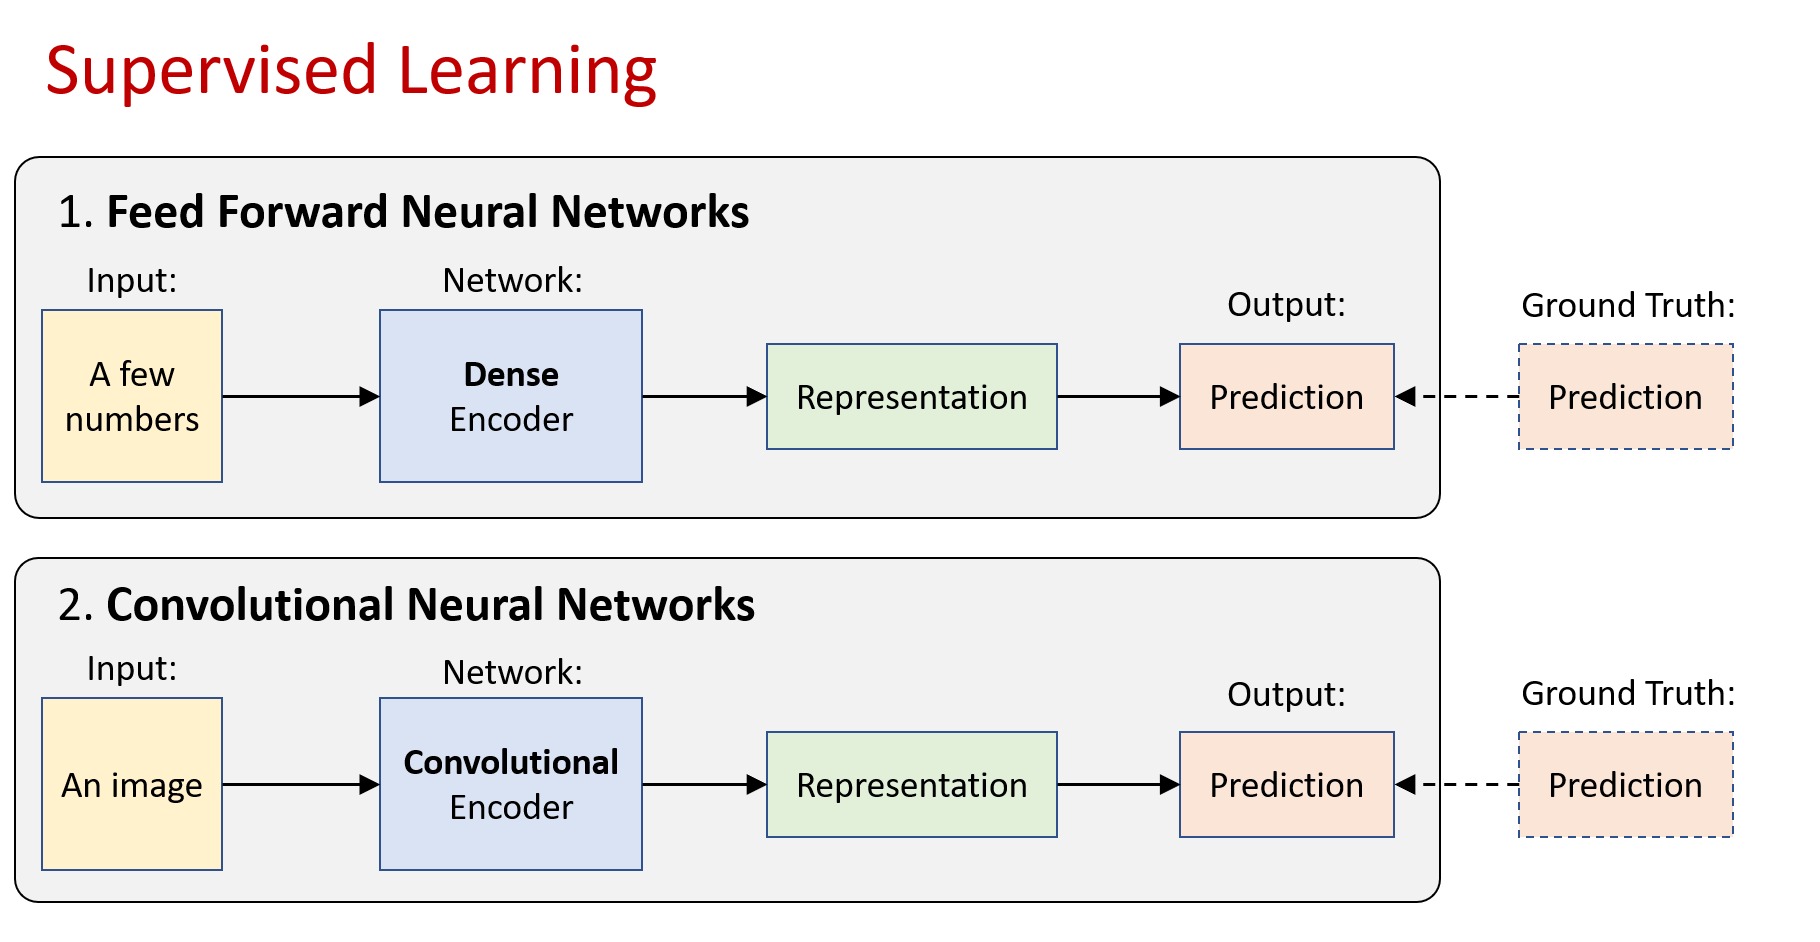 Supervised Learning
1. Feed Forward Neural Networks
Input:
Network:
Output:
Ground Truth:
A few
numbers
Dense
Encoder
Representation
Prediction
Prediction
2. Convolutional Neural Networks
Input:
Network:
Output:
Ground Truth:
An image
Convolutional
Encoder
Representation
Prediction
Prediction